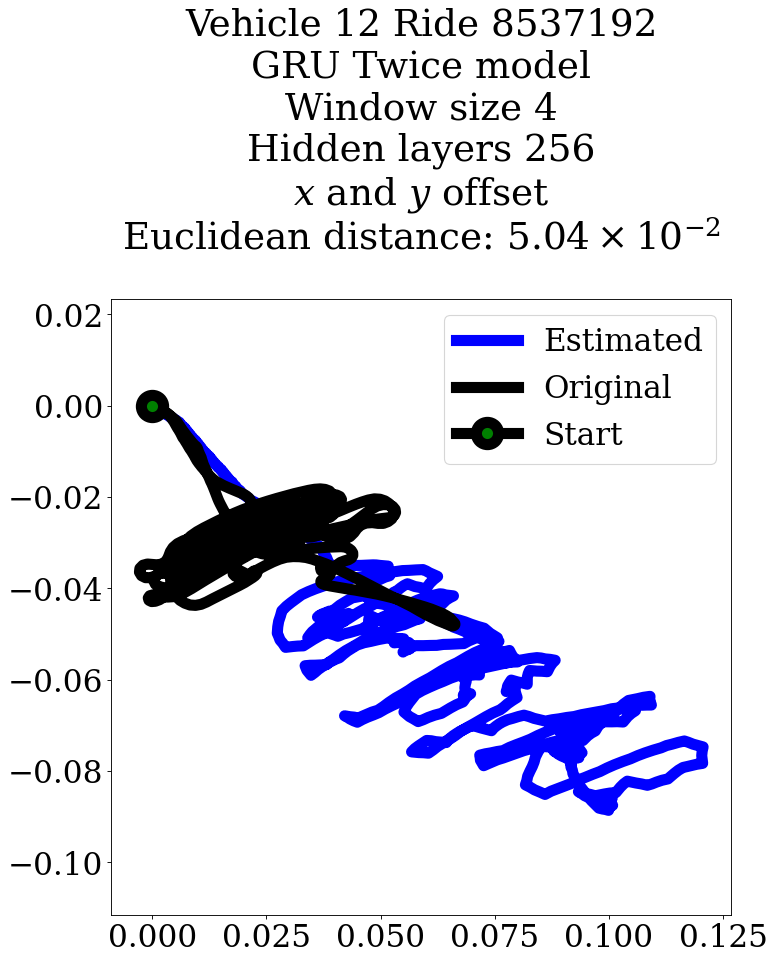 Vehicle 12 Ride 8537192
GRU Twice model
Window size 4
Hidden layers 256
x and y offset
Euclidean distance: 5.04 × 10⁻²
Estimated
Original
Start
0.02
0.00
−0.02
−0.04
−0.06
−0.08
−0.10
0.000 0.025 0.050 0.075 0.100 0.125